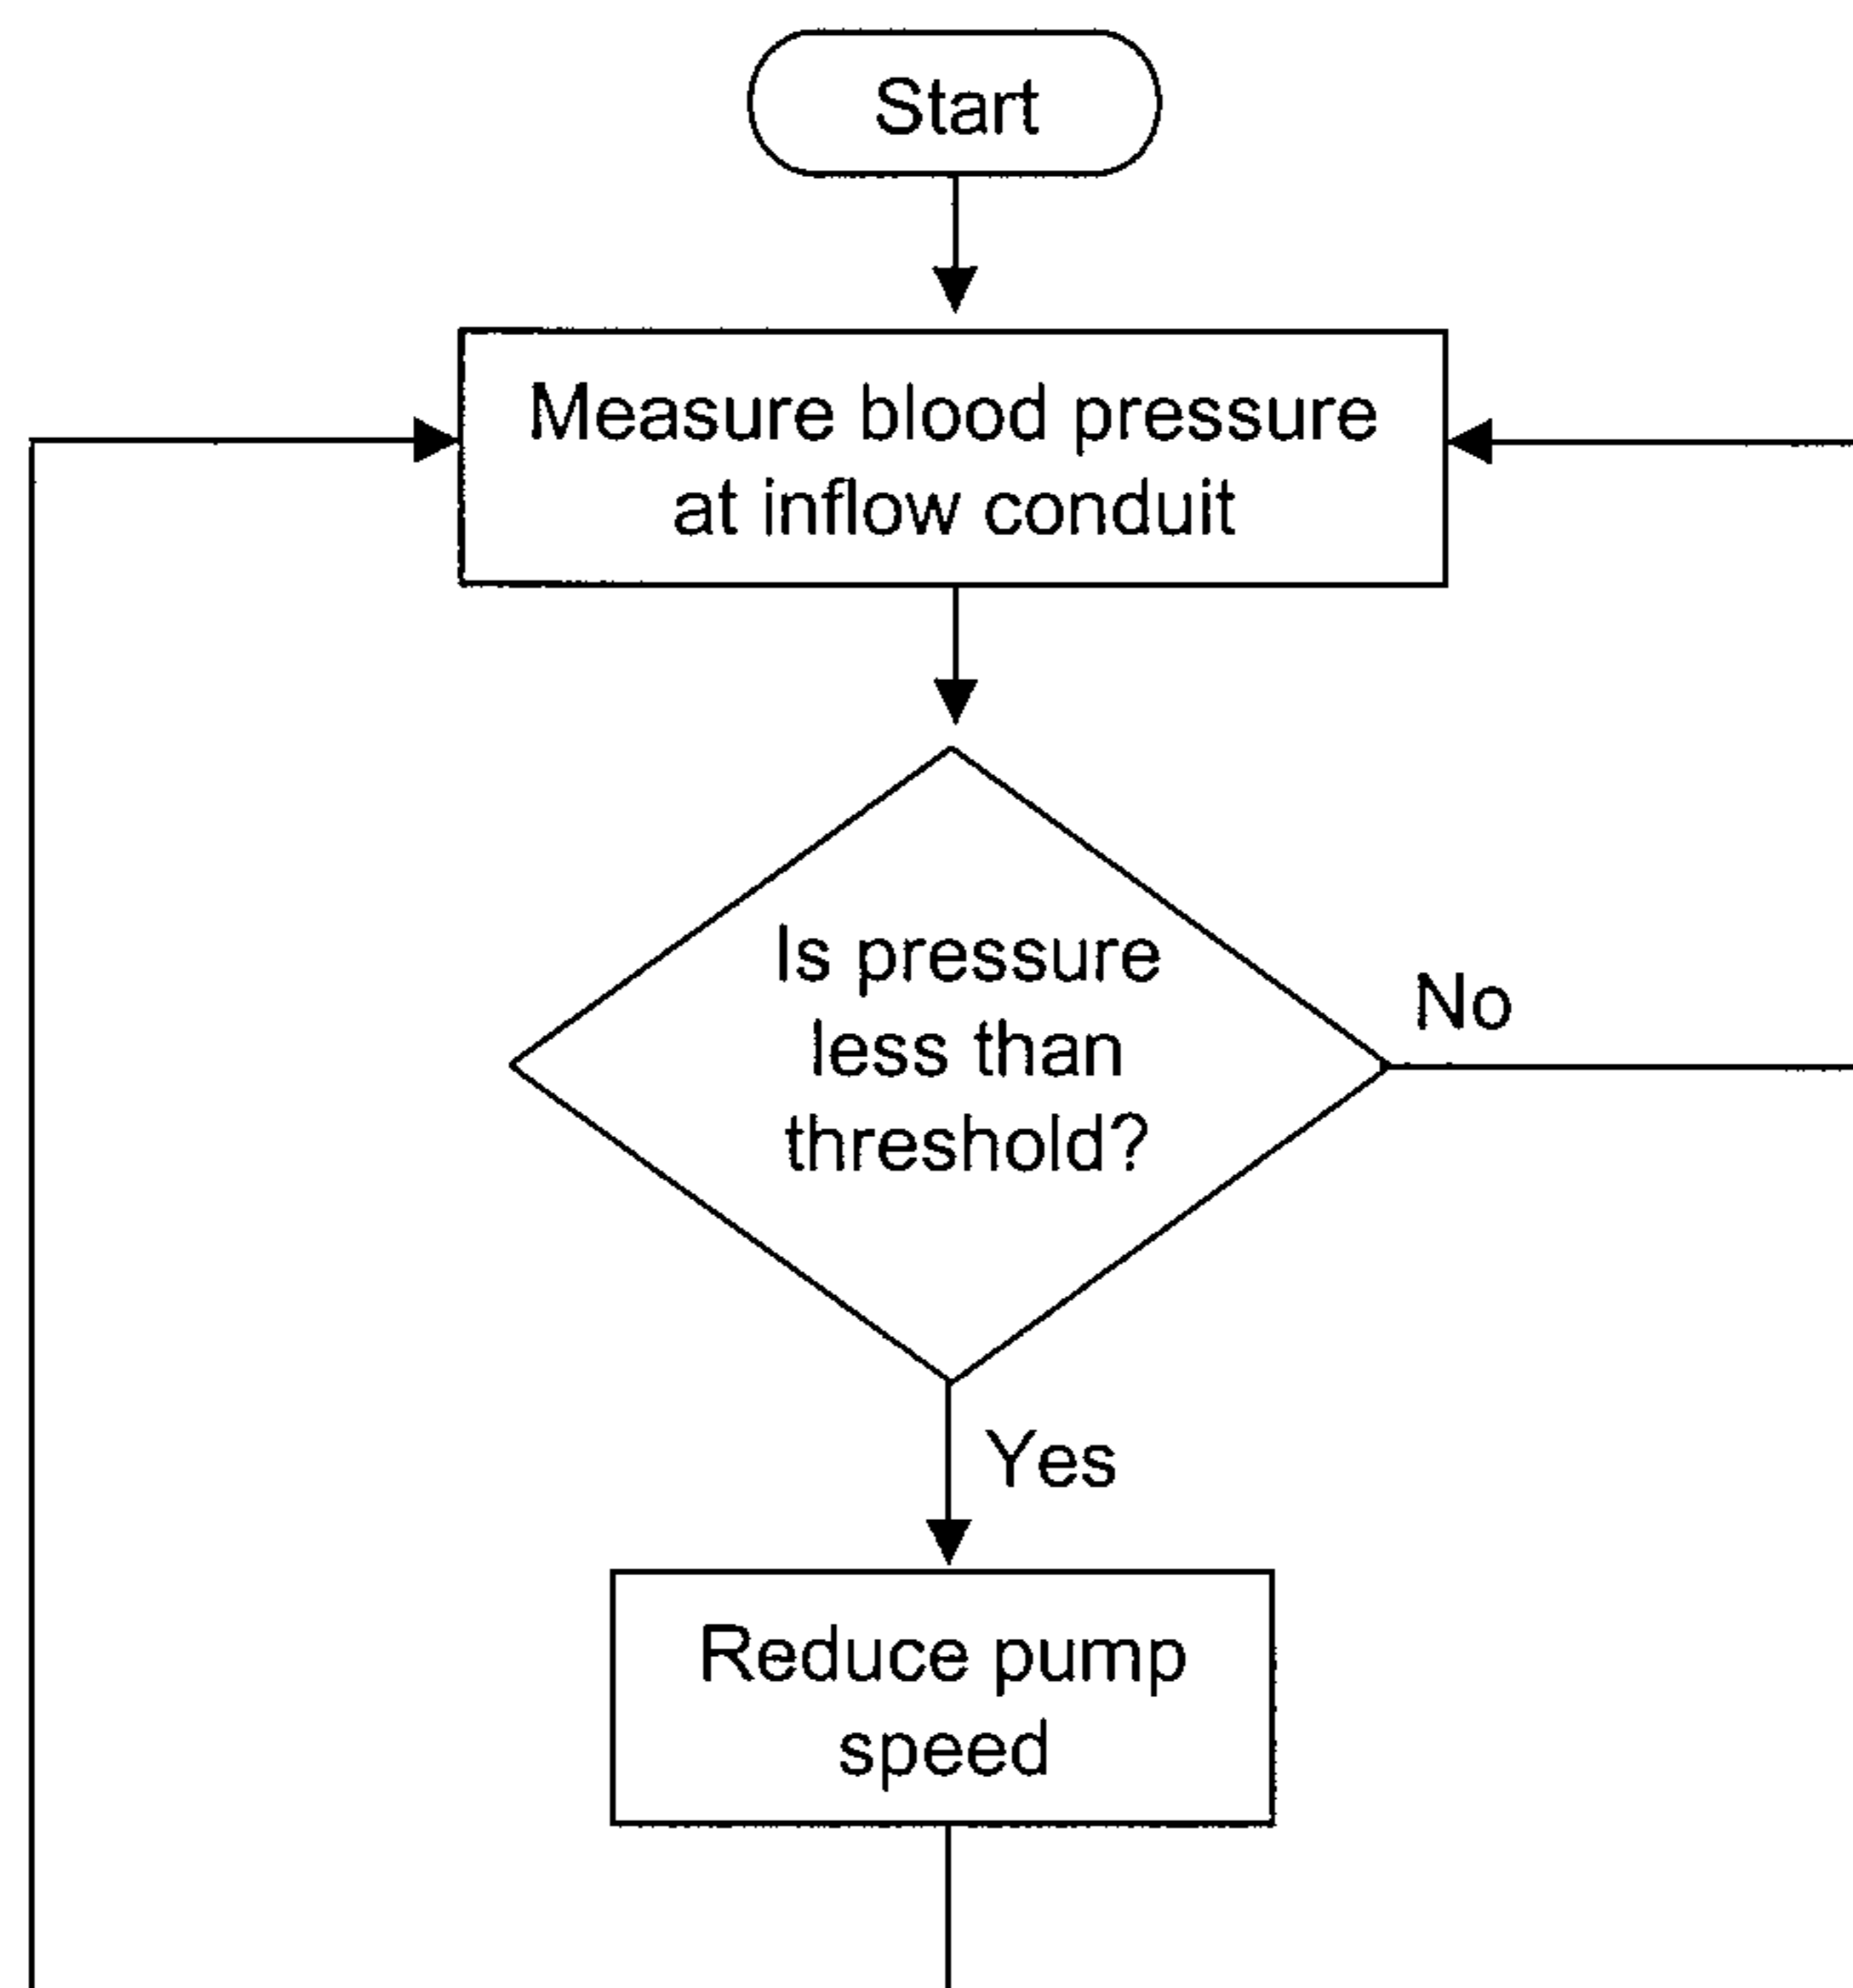 Start
Measure blood pressure
at inflow conduit
Is pressure
less than
threshold?
No
Yes
Reduce pump
speed